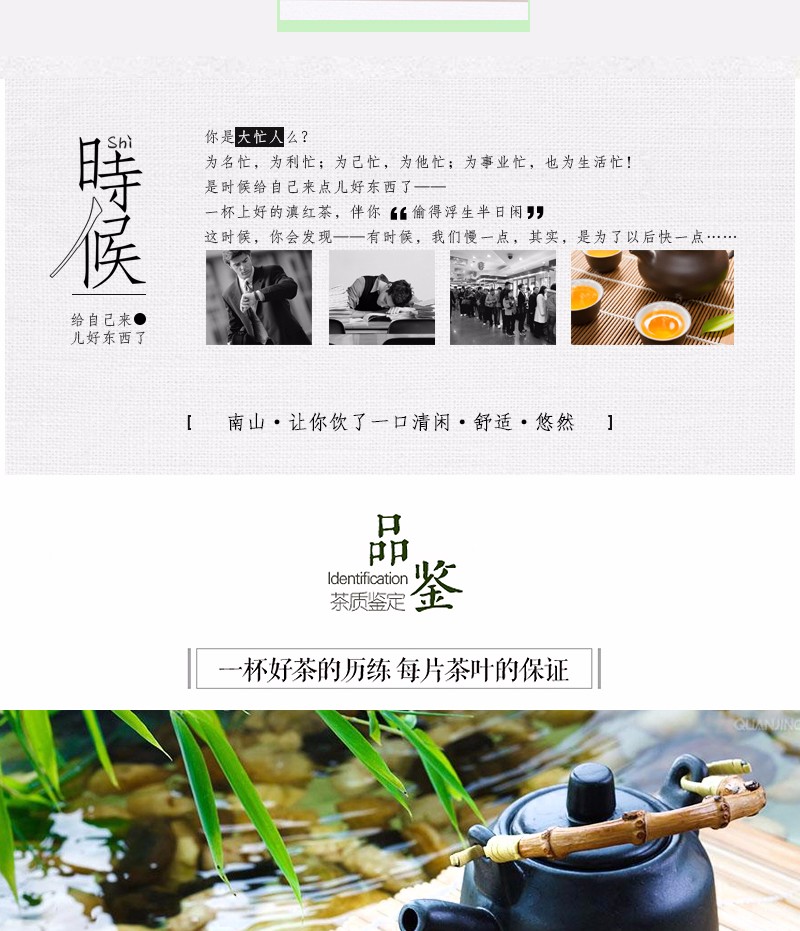 Shì
時候
给自己来●
儿好东西了
你是大忙人么？
为名忙，为利忙；为己忙，为他忙；为事业忙，也为生活忙！
是时候给自己来点儿好东西了——
一杯上好的滇红茶，伴你“偷得浮生半日闲”
这时候，你会发现——有时候，我们慢一点，其实，是为了以后快一点……
[ 南山·让你饮了一口清闲·舒适·悠然 ]
品鉴
Identification
茶质鉴定
一杯好茶的历练 每片茶叶的保证
QUANJING